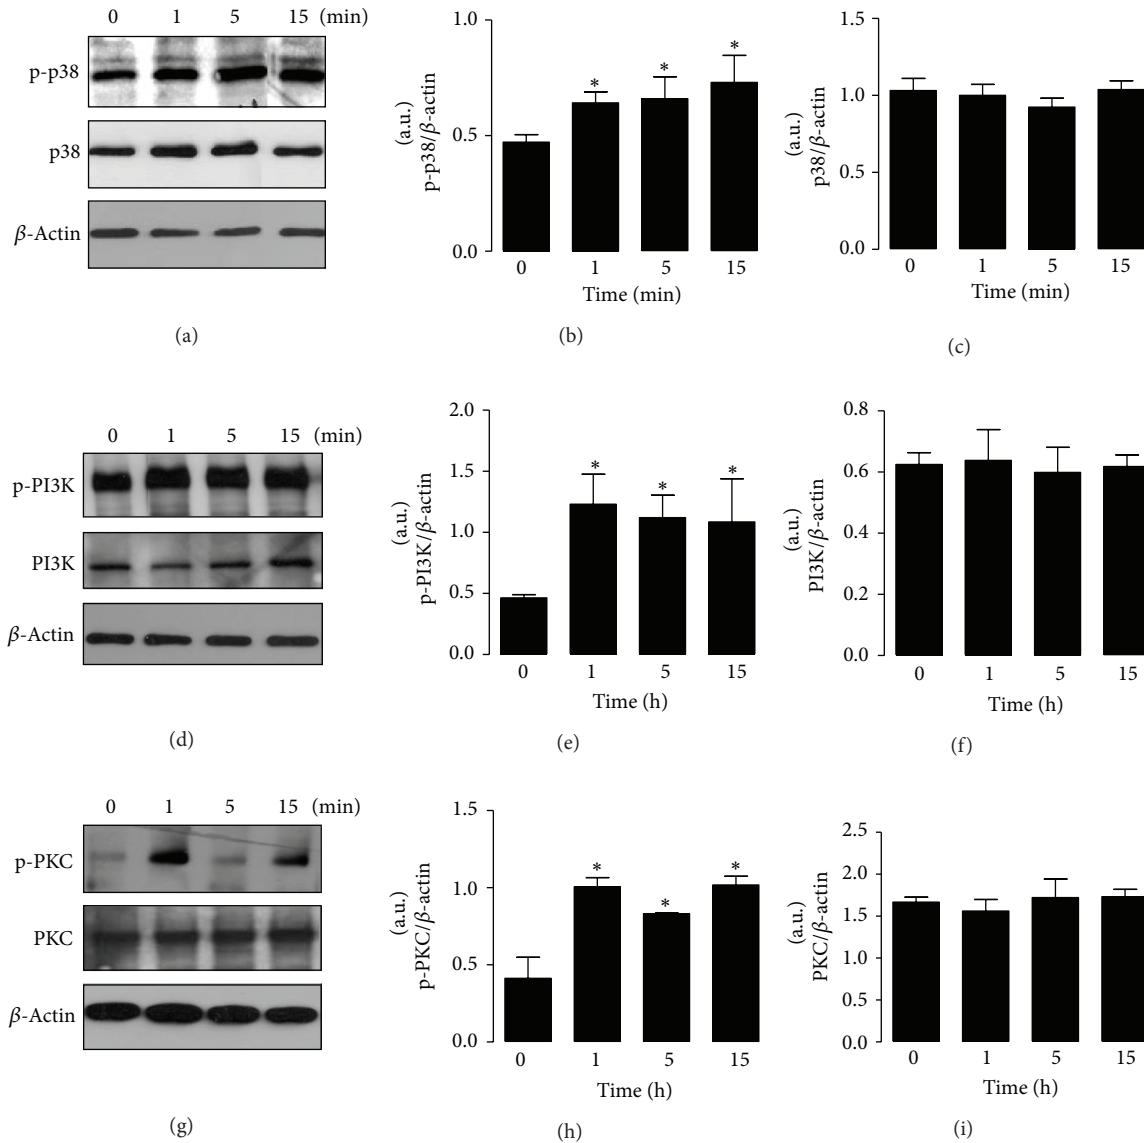 0 1 5 15 (min)
p-p38
p38
β-Actin
(a)
1.0
0.5
0.0
p-p38/β-actin
(a.u.)
* * *
0 1 5 15
Time (min)
(b)
1.5
1.0
0.5
0.0
p38/β-actin
(a.u.)
0 1 5 15
Time (min)
(c)
0 1 5 15 (min)
p-PI3K
PI3K
β-Actin
(d)
2.0
1.5
1.0
0.5
0.0
p-PI3K/β-actin
(a.u.)
* * *
0 1 5 15
Time (h)
(e)
0.8
0.6
0.4
0.2
0.0
PI3K/β-actin
(a.u.)
0 1 5 15
Time (h)
(f)
0 1 5 15 (min)
p-PKC
PKC
β-Actin
(g)
1.5
1.0
0.5
0.0
p-PKC/β-actin
(a.u.)
* * *
0 1 5 15
Time (h)
(h)
2.5
2.0
1.5
1.0
0.5
0.0
PKC/β-actin
(a.u.)
0 1 5 15
Time (h)
(i)